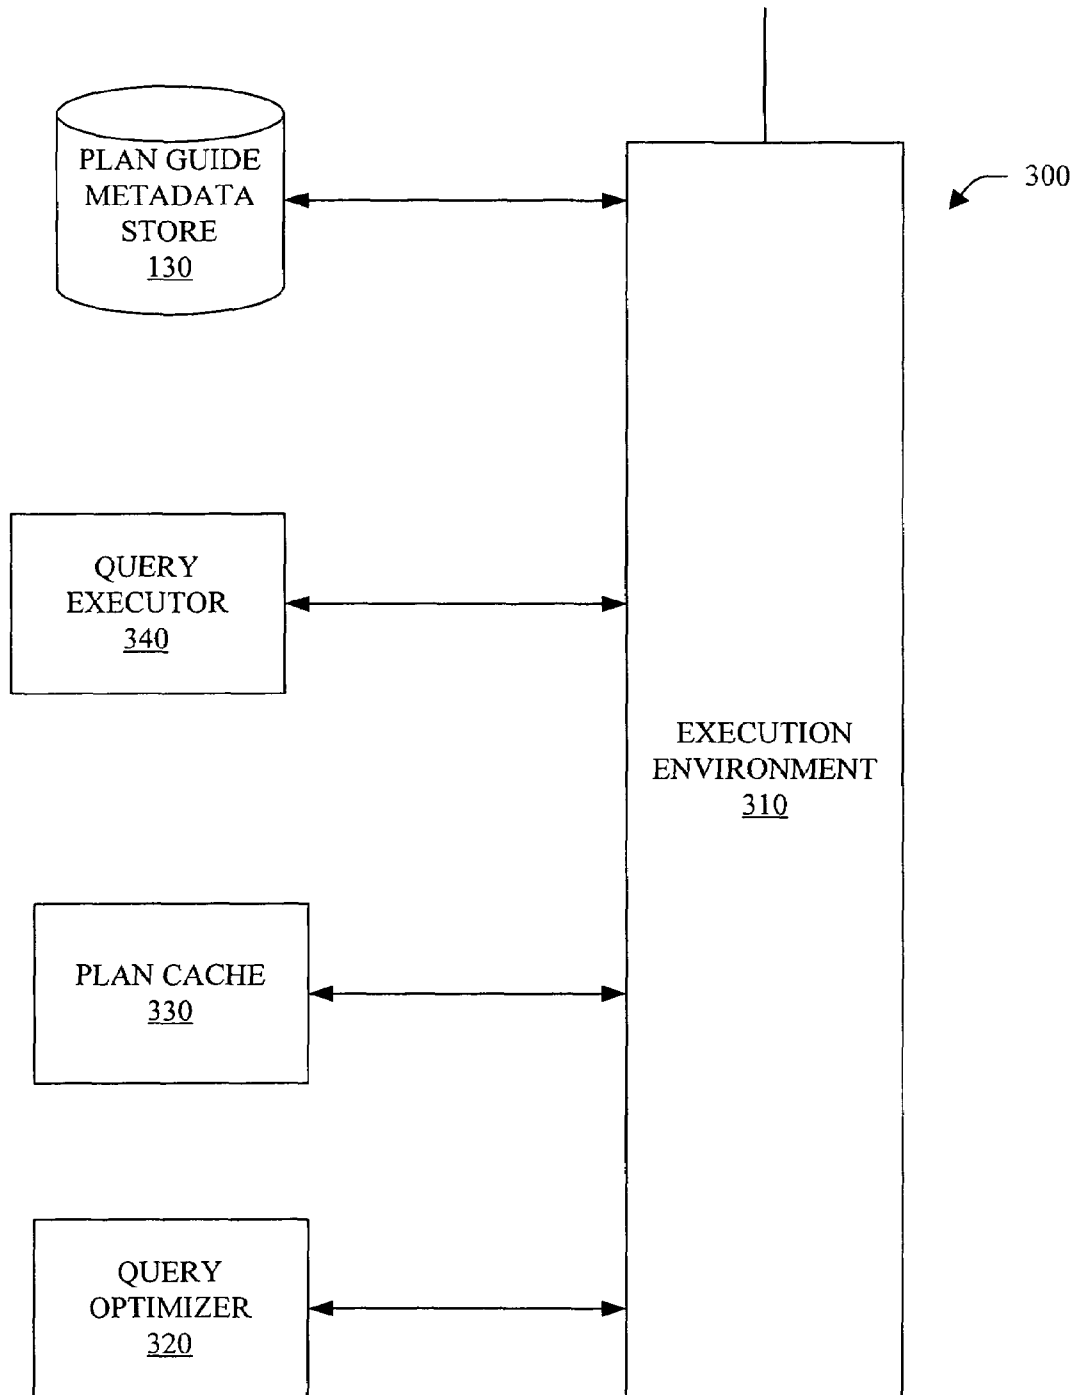 PLAN GUIDE
METADATA
STORE
130
300
QUERY
EXECUTOR
340
EXECUTION
ENVIRONMENT
310
PLAN CACHE
330
QUERY
OPTIMIZER
320